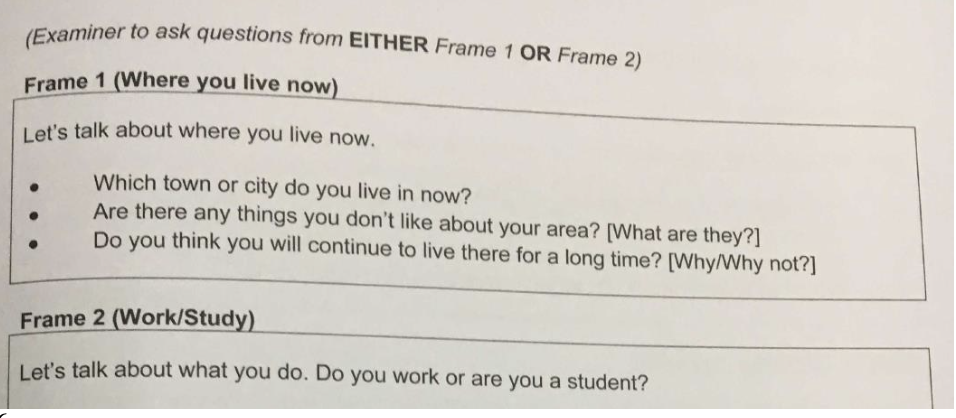 (Examiner to ask questions from EITHER Frame 1 OR Frame 2)
Frame 1 (Where you live now)
Let's talk about where you live now.
• Which town or city do you live in now?
• Are there any things you don't like about your area? [What are they?]
• Do you think you will continue to live there for a long time? [Why/Why not?]
Frame 2 (Work/Study)
Let's talk about what you do. Do you work or are you a student?